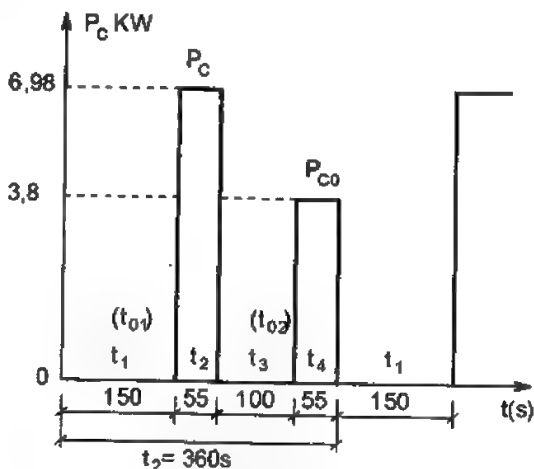 P_C KW
6,98
P_C
3,8
P_C0
(t_01) (t_02)
t_1 t_2 t_3 t_4 t_1
0
150 55 100 55 150 t(s)
t_2= 360s